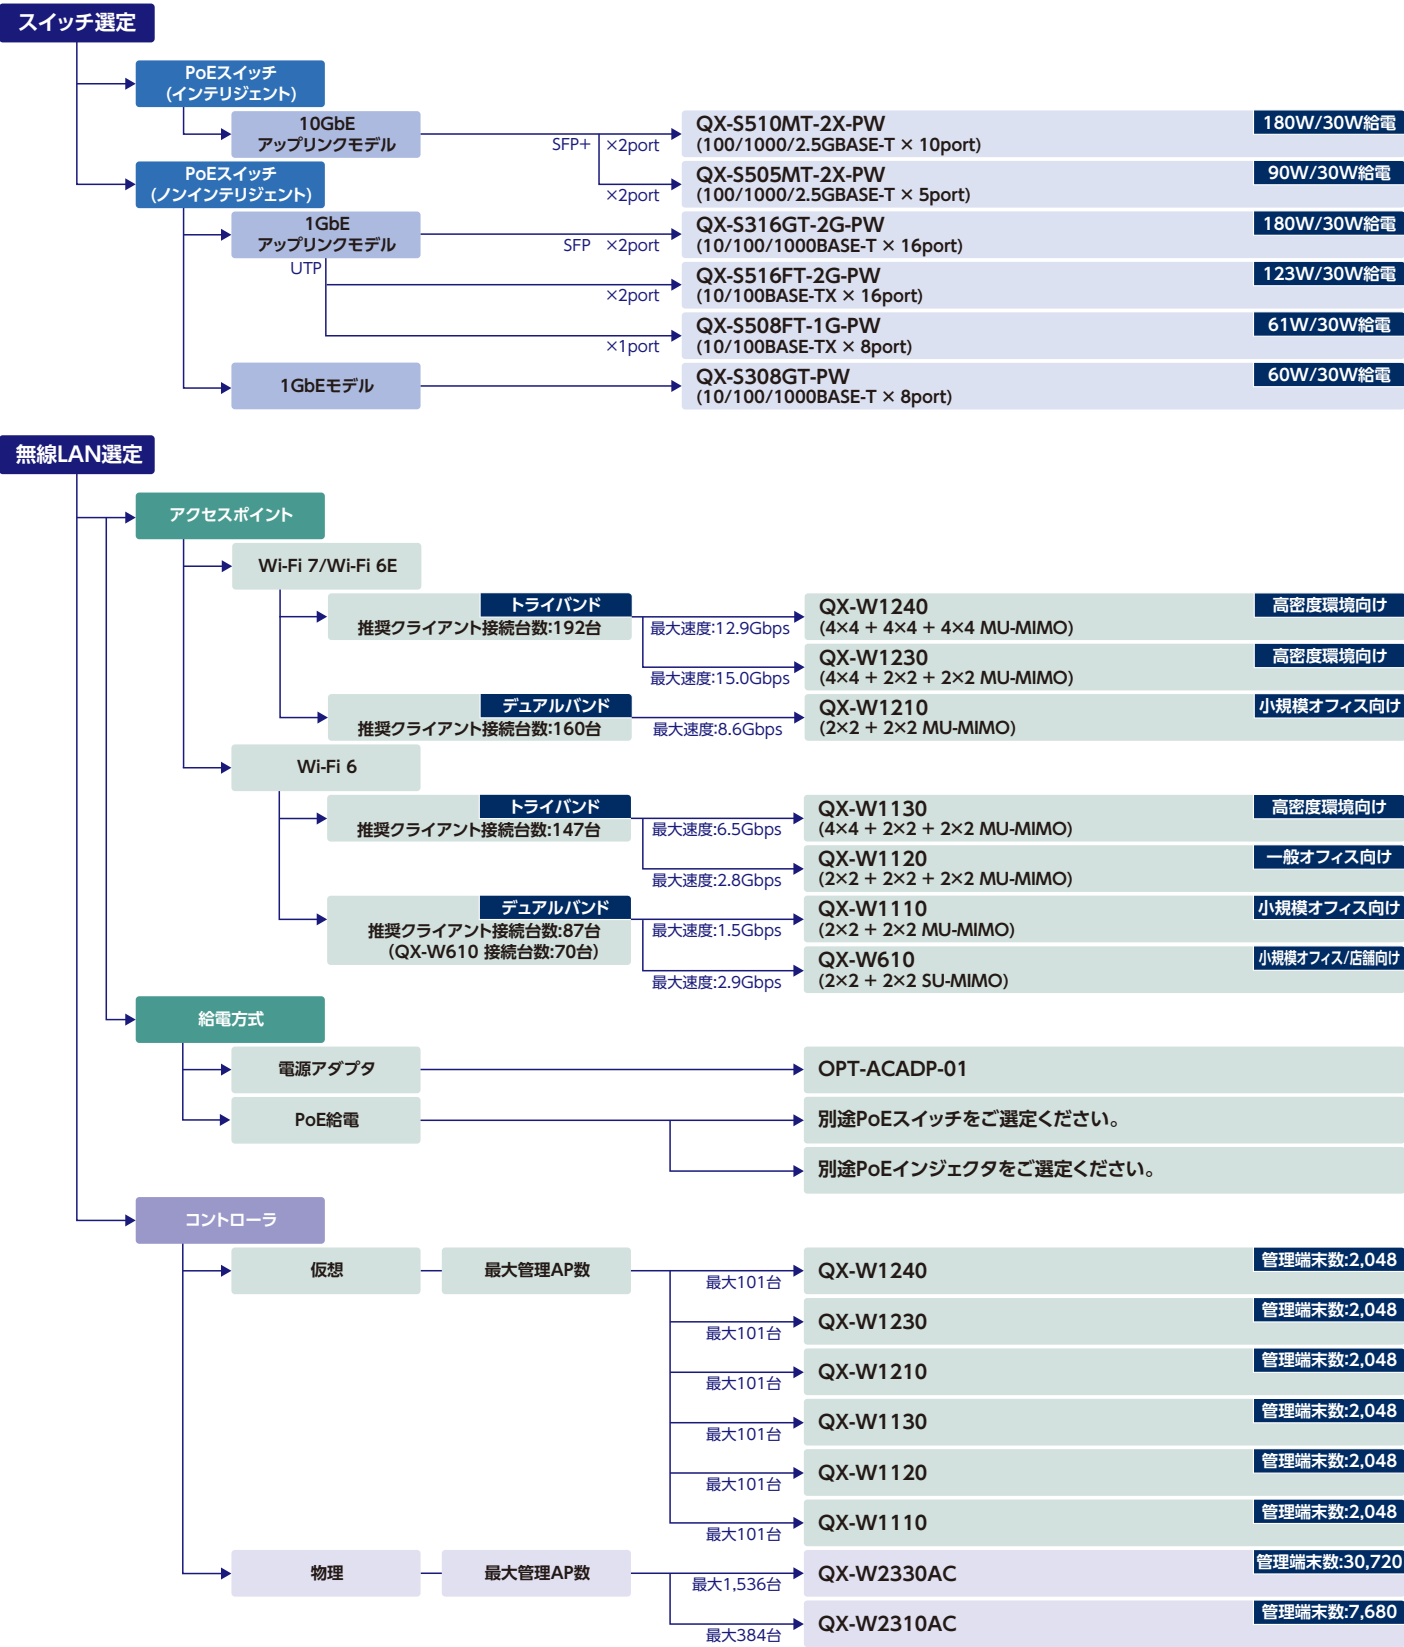 スイッチ選定
PoEスイッチ
(インテリジェント)
10GbE
アップリンクモデル
SFP+ ×2port
QX-S510MT-2X-PW
(100/1000/2.5GBASE-T × 10port)
180W/30W給電
×2port
QX-S505MT-2X-PW
(100/1000/2.5GBASE-T × 5port)
90W/30W給電
PoEスイッチ
(ノンインテリジェント)
1GbE
アップリンクモデル
SFP ×2port
QX-S316GT-2G-PW
(10/100/1000BASE-T × 16port)
180W/30W給電
UTP
×2port
QX-S516FT-2G-PW
(10/100BASE-TX × 16port)
123W/30W給電
×1port
QX-S508FT-1G-PW
(10/100BASE-TX × 8port)
61W/30W給電
1GbEモデル
QX-S308GT-PW
(10/100/1000BASE-T × 8port)
60W/30W給電
無線LAN選定
アクセスポイント
Wi-Fi 7/Wi-Fi 6E
トライバンド
推奨クライアント接続台数:192台
最大速度:12.9Gbps
QX-W1240
(4×4 + 4×4 + 4×4 MU-MIMO)
高密度環境向け
最大速度:15.0Gbps
QX-W1230
(4×4 + 2×2 + 2×2 MU-MIMO)
高密度環境向け
デュアルバンド
推奨クライアント接続台数:160台
最大速度:8.6Gbps
QX-W1210
(2×2 + 2×2 MU-MIMO)
小規模オフィス向け
Wi-Fi 6
トライバンド
推奨クライアント接続台数:147台
最大速度:6.5Gbps
QX-W1130
(4×4 + 2×2 + 2×2 MU-MIMO)
高密度環境向け
最大速度:2.8Gbps
QX-W1120
(2×2 + 2×2 + 2×2 MU-MIMO)
一般オフィス向け
デュアルバンド
推奨クライアント接続台数:87台
(QX-W610 接続台数:70台)
最大速度:1.5Gbps
QX-W1110
(2×2 + 2×2 MU-MIMO)
小規模オフィス向け
最大速度:2.9Gbps
QX-W610
(2×2 + 2×2 SU-MIMO)
小規模オフィス/店舗向け
給電方式
電源アダプタ
OPT-ACADP-01
PoE給電
別途PoEスイッチをご選定ください。
別途PoEインジェクタをご選定ください。
コントローラ
仮想
最大管理AP数
最大101台
QX-W1240
管理端末数:2,048
最大101台
QX-W1230
管理端末数:2,048
最大101台
QX-W1210
管理端末数:2,048
最大101台
QX-W1130
管理端末数:2,048
最大101台
QX-W1120
管理端末数:2,048
最大101台
QX-W1110
管理端末数:2,048
物理
最大管理AP数
最大1,536台
QX-W2330AC
管理端末数:30,720
最大384台
QX-W2310AC
管理端末数:7,680